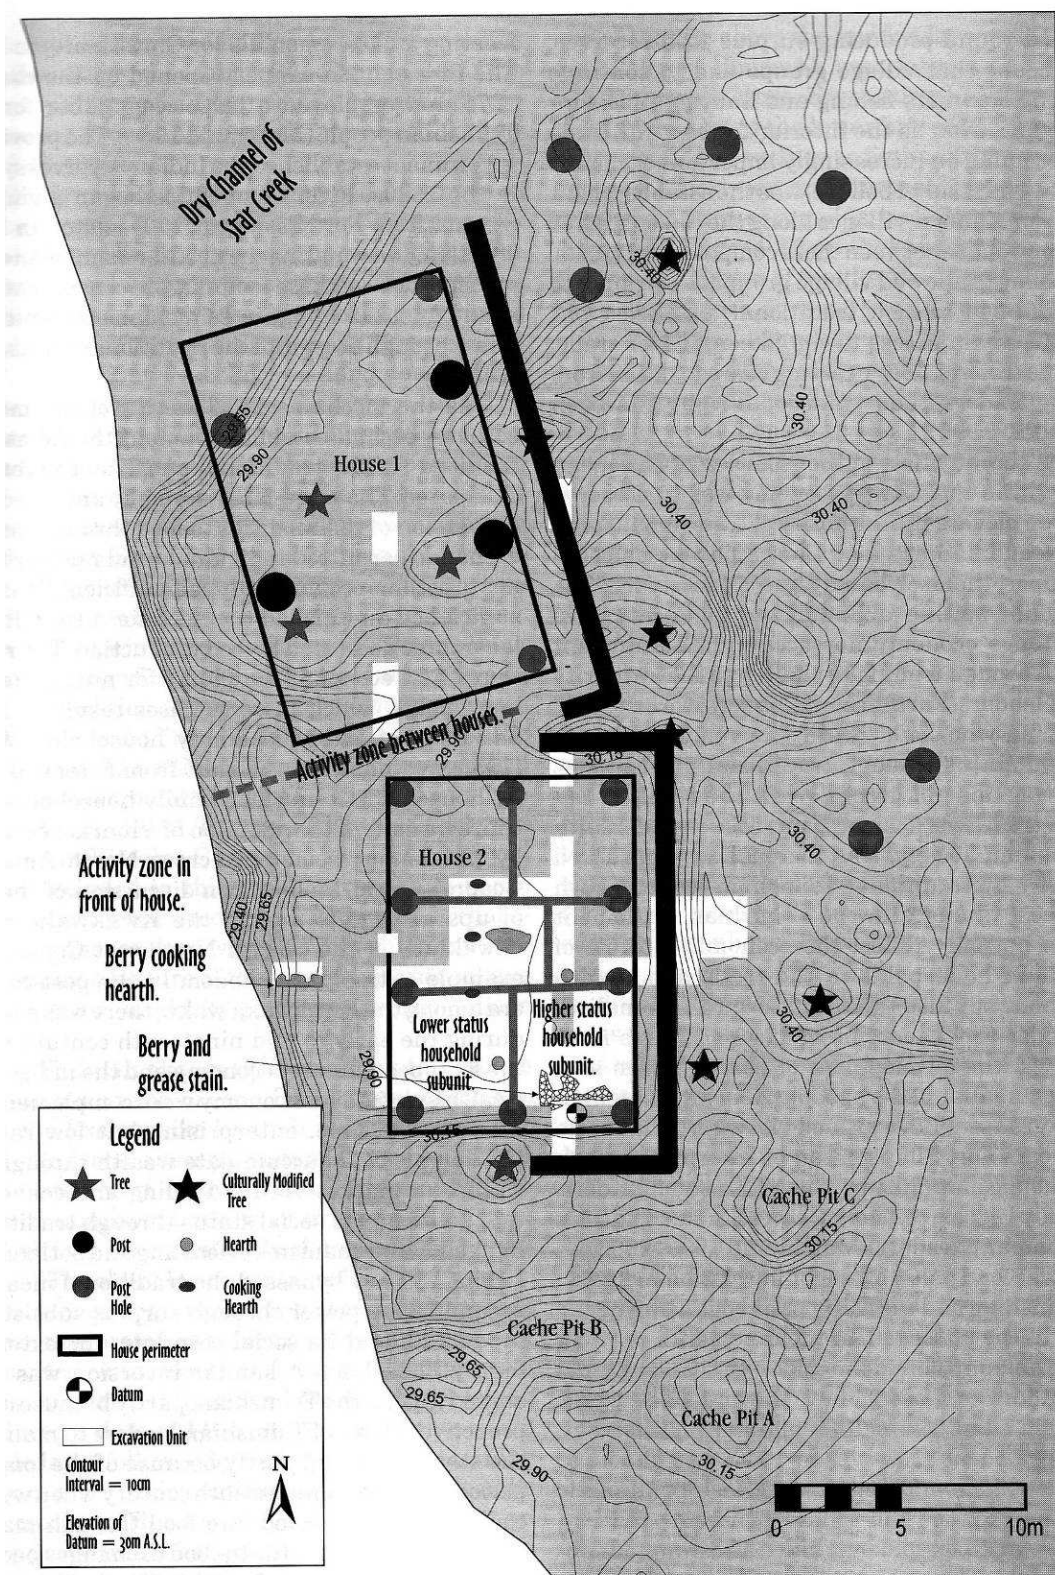 Dry Channel of
Star Creek
30.40
29.65
29.90
House 1
30.40
30.40
30.40
Activity zone between houses.
29.90
30.15
30.40
House 2
Activity zone in
front of house.
29.40
29.65
Berry cooking
hearth.
Berry and
grease stain.
29.90
Lower status
household
subunit.
Higher status
household
subunit.
30.40
30.15
Cache Pit C
30.15
Cache Pit B
29.65
29.65
Cache Pit A
29.90
30.15
Legend
Tree
Culturally Modified
Tree
Post
Hearth
Post
Hole
Cooking
Hearth
House perimeter
Datum
Excavation Unit
Contour
Interval = 10cm
Elevation of
Datum = 30m A.S.L.
N
0
5
10m